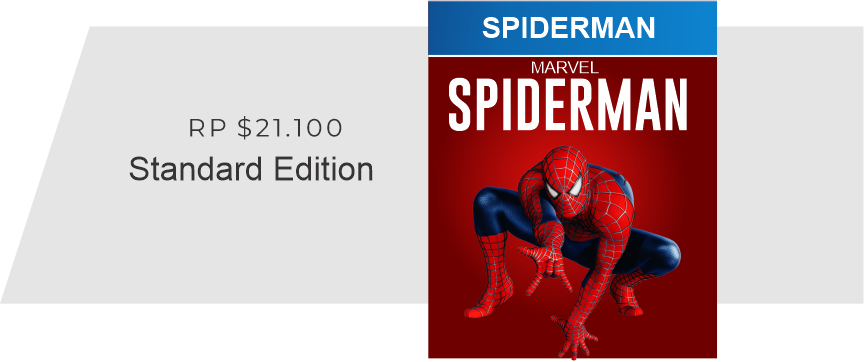 SPIDERMAN
MARVEL
SPIDERMAN
RP $21.100
Standard Edition